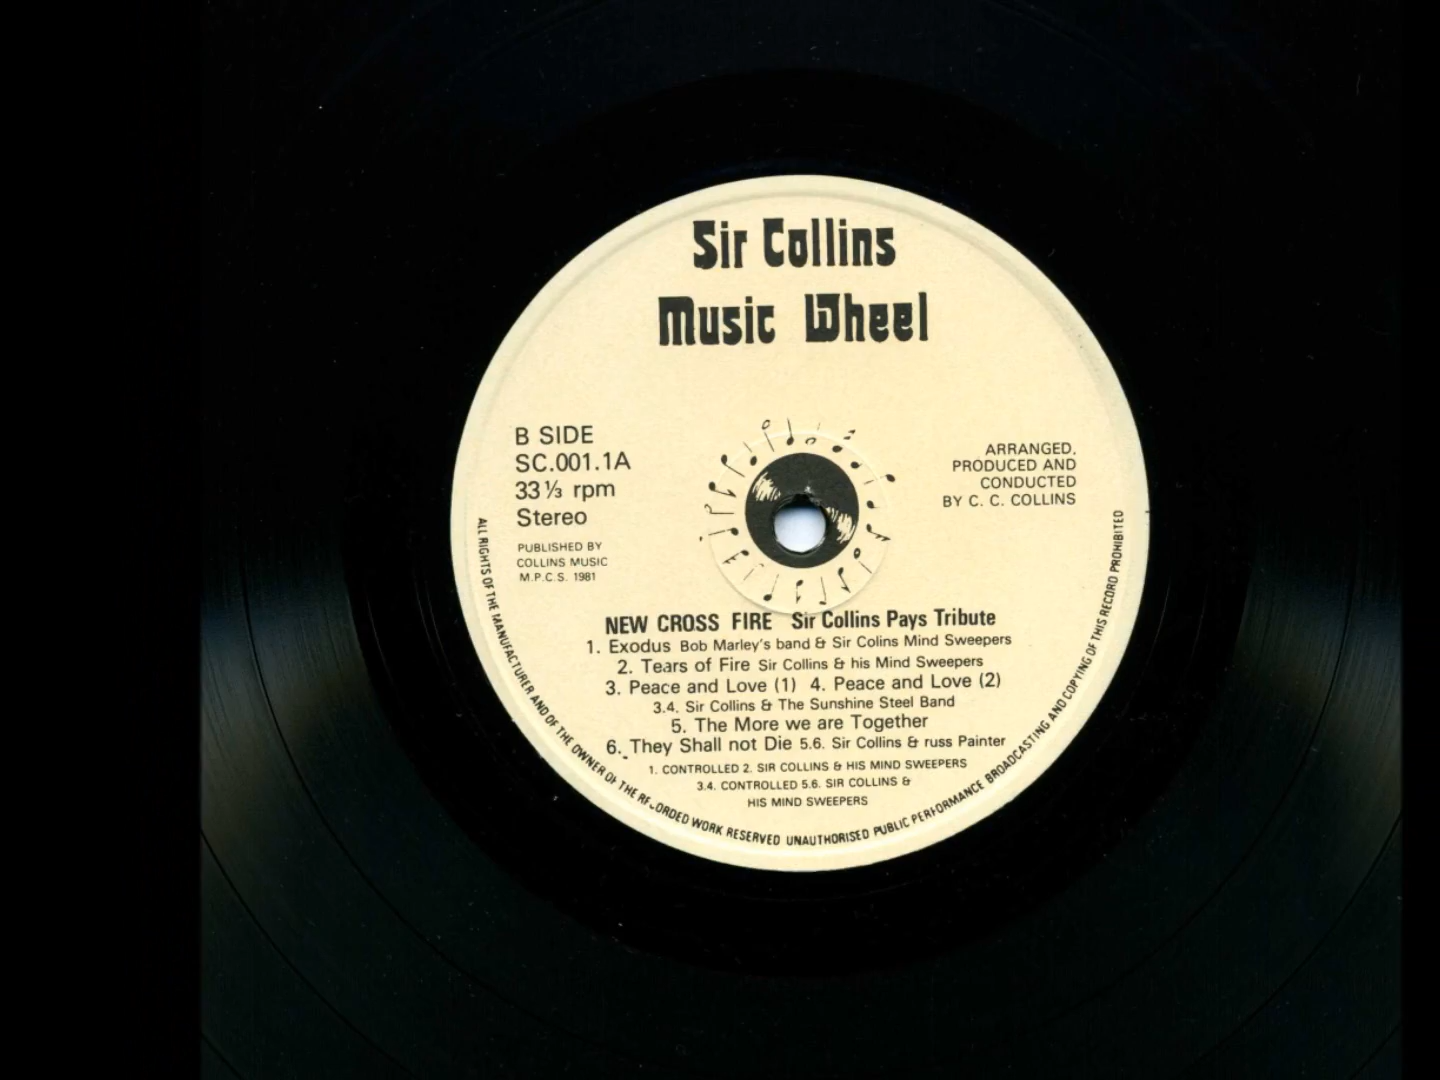 Sir Collins
Music Wheel
B SIDE
SC.001.1A
33⅓ rpm
Stereo
PUBLISHED BY
COLLINS MUSIC
M.P.C.S. 1981
ARRANGED,
PRODUCED AND
CONDUCTED
BY C. C. COLLINS
NEW CROSS FIRE Sir Collins Pays Tribute
1. Exodus Bob Marley's band & Sir Colins Mind Sweepers
2. Tears of Fire Sir Collins & his Mind Sweepers
3. Peace and Love (1) 4. Peace and Love (2)
3.4. Sir Collins & The Sunshine Steel Band
5. The More we are Together
6. They Shall not Die 5.6. Sir Collins & russ Painter
1. CONTROLLED 2. SIR COLLINS & HIS MIND SWEEPERS
3.4. CONTROLLED 5.6. SIR COLLINS &
HIS MIND SWEEPERS
ALL RIGHTS OF THE MANUFACTURER AND OF THE OWNER OF THE RECORDED WORK RESERVED UNAUTHORISED PUBLIC PERFORMANCE BROADCASTING AND COPYING OF THIS RECORD PROHIBITED